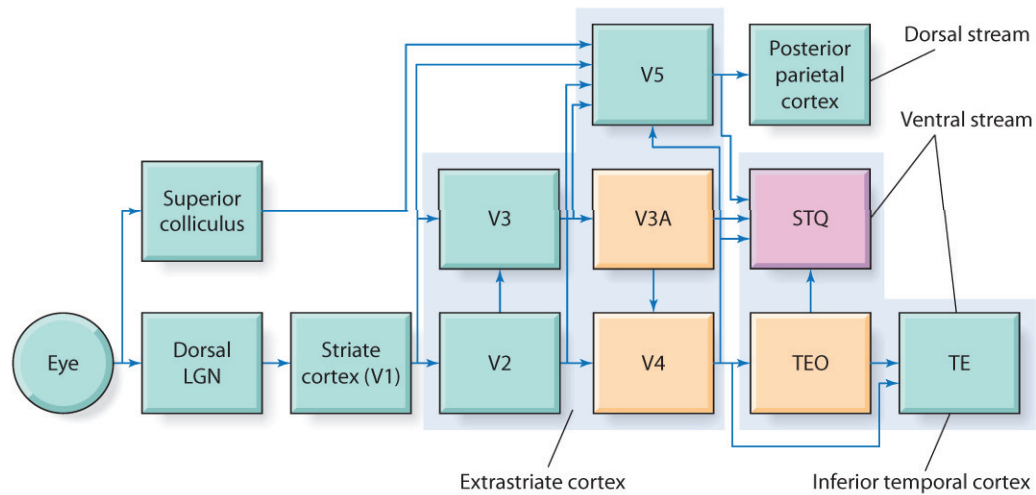 Dorsal stream
V5
Posterior
parietal
cortex
Ventral stream
Superior
colliculus
V3
V3A
STQ
Eye
Dorsal
LGN
Striate
cortex (V1)
V2
V4
TEO
TE
Extrastriate cortex
Inferior temporal cortex